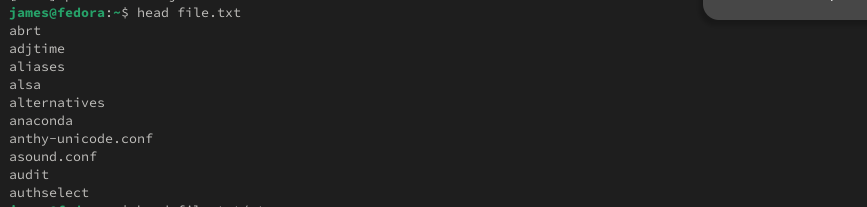 james@fedora:~$ head file.txt
abrt
adjtime
aliases
alsa
alternatives
anaconda
anthy-unicode.conf
asound.conf
audit
authselect